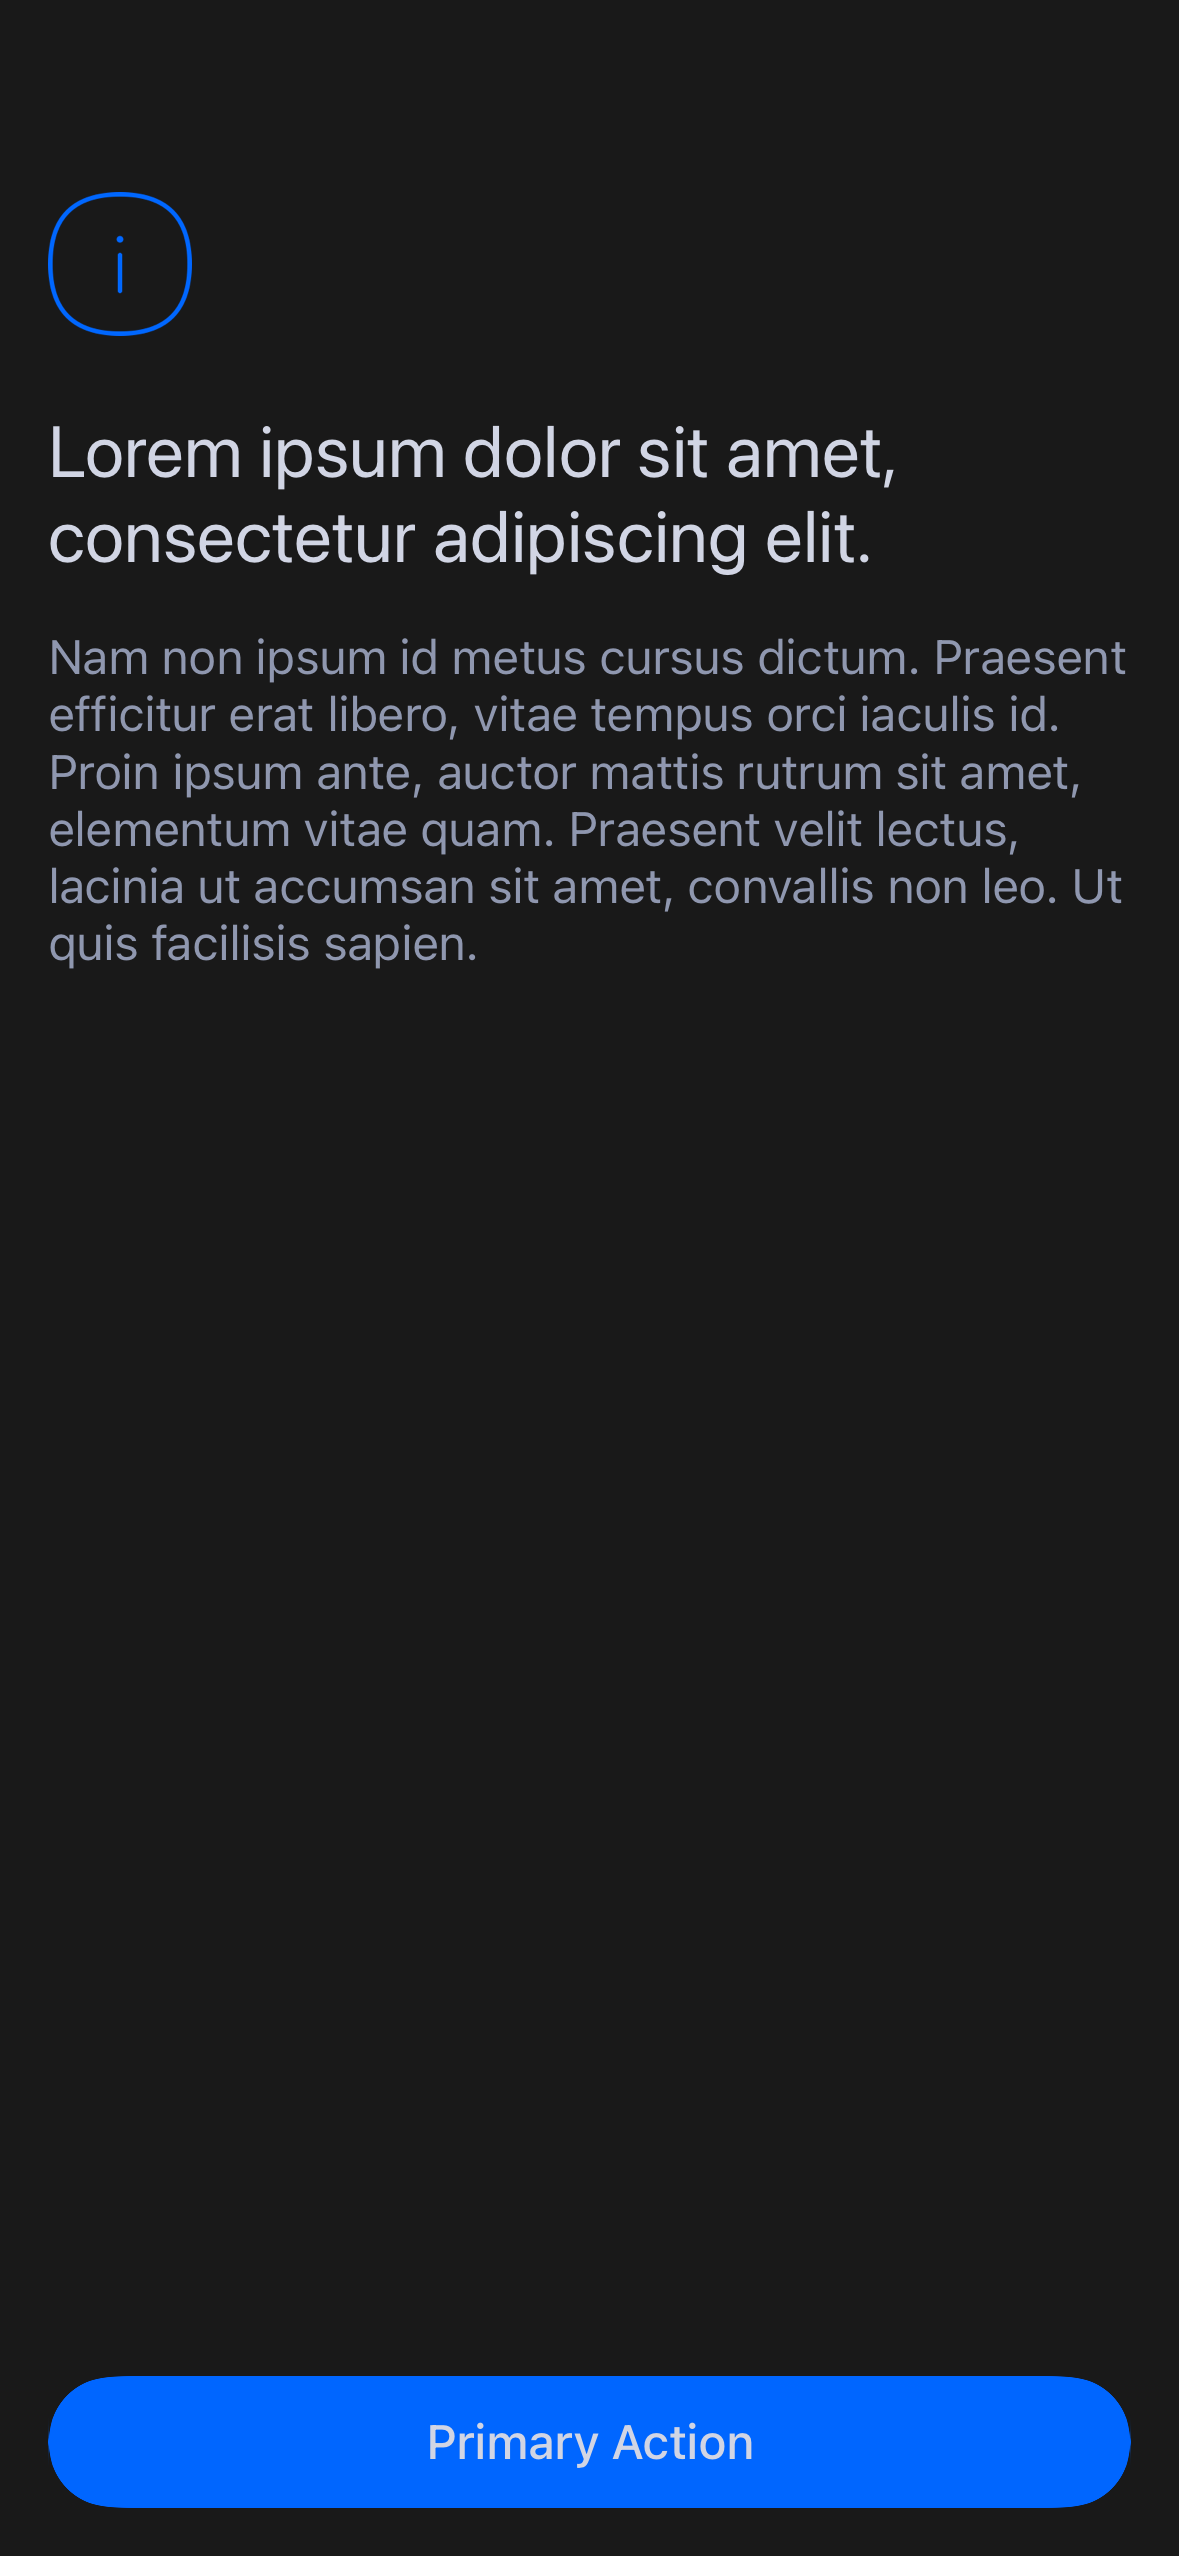 Lorem ipsum dolor sit amet,
consectetur adipiscing elit.
Nam non ipsum id metus cursus dictum. Praesent
efficitur erat libero, vitae tempus orci iaculis id.
Proin ipsum ante, auctor mattis rutrum sit amet,
elementum vitae quam. Praesent velit lectus,
lacinia ut accumsan sit amet, convallis non leo. Ut
quis facilisis sapien.
Primary Action